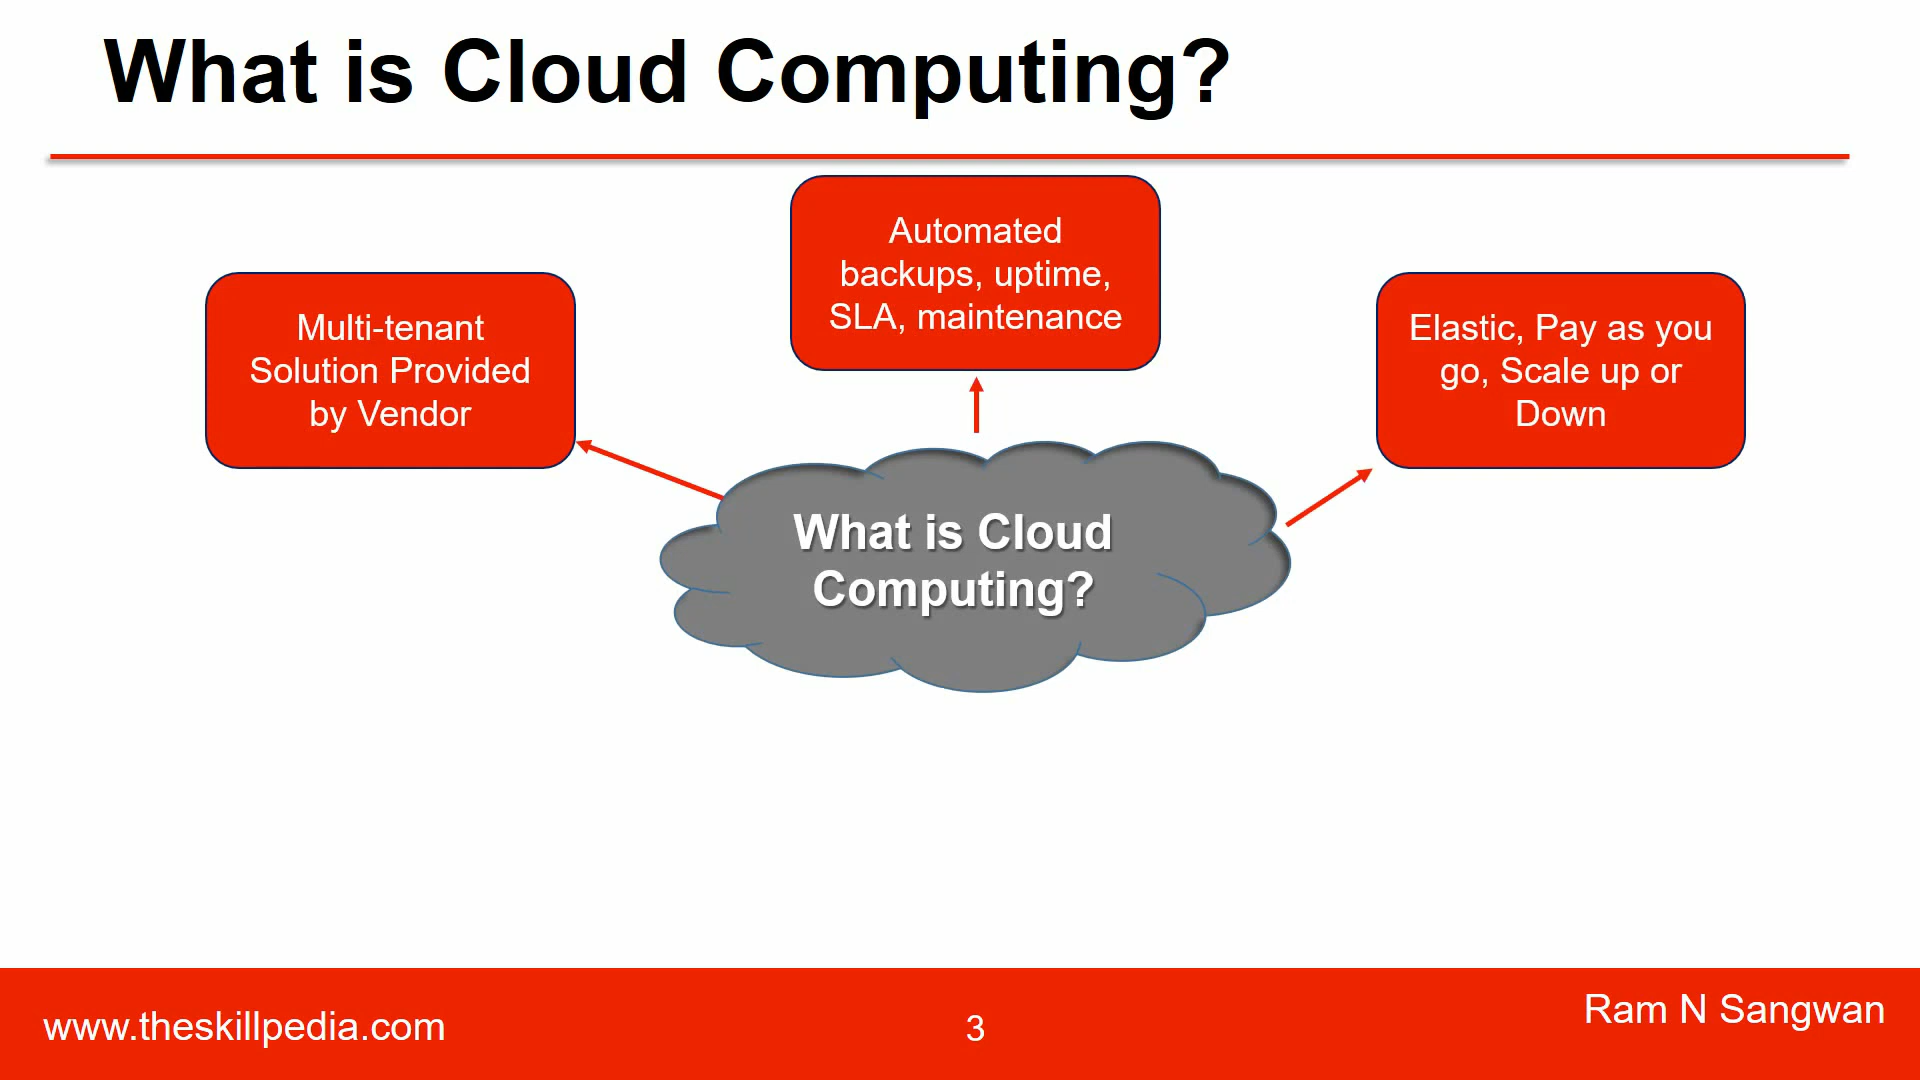 What is Cloud Computing?
Multi-tenant
Solution Provided
by Vendor
Automated
backups, uptime,
SLA, maintenance
Elastic, Pay as you
go, Scale up or
Down
What is Cloud
Computing?
www.theskillpedia.com
3
Ram N Sangwan